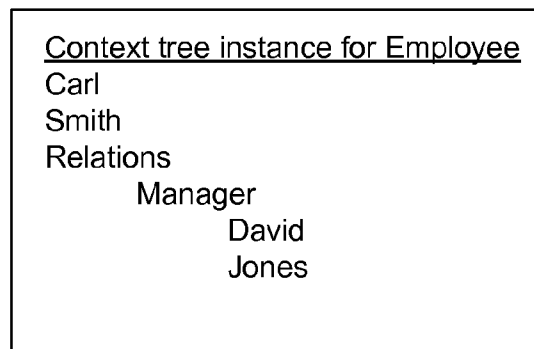 Context tree instance for Employee
Carl
Smith
Relations
Manager
David
Jones